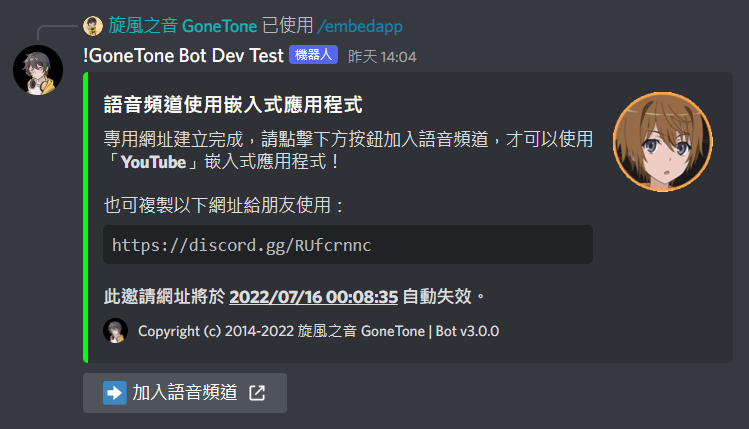 旋風之音 GoneTone 已使用 /embedapp
!GoneTone Bot Dev Test 機器人 昨天 14:04
語音頻道使用嵌入式應用程式
專用網址建立完成，請點擊下方按鈕加入語音頻道，才可以使用
「YouTube」嵌入式應用程式！
也可複製以下網址給朋友使用：
https://discord.gg/RUfcrnnc
此邀請網址將於 2022/07/16 00:08:35 自動失效。
Copyright (c) 2014-2022 旋風之音 GoneTone | Bot v3.0.0
加入語音頻道